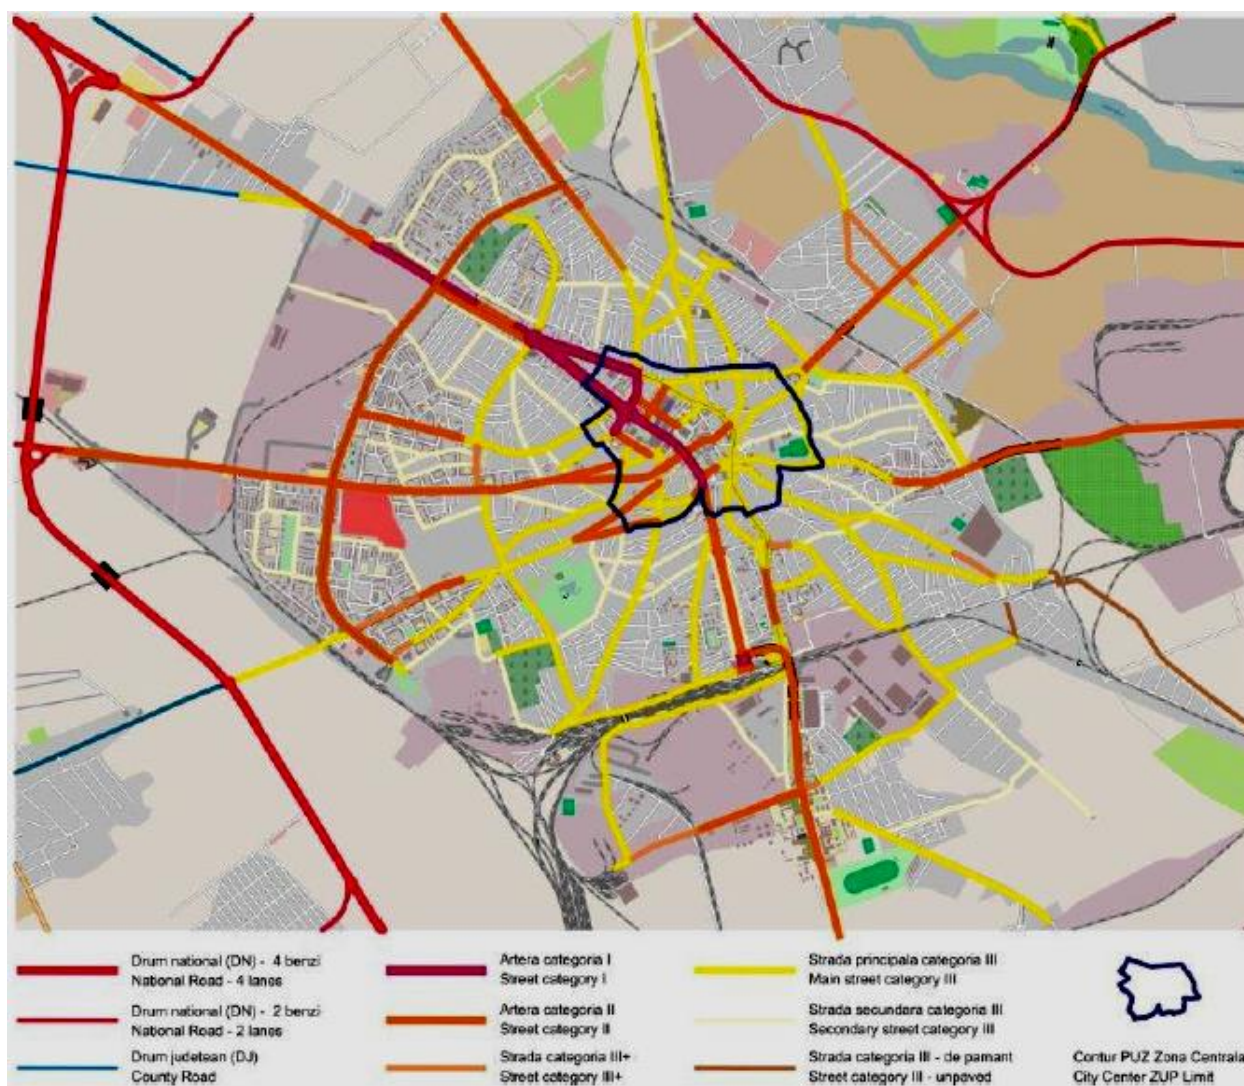 Drum national (DN) - 4 benzi
National Road - 4 lanes
Drum national (DN) - 2 benzi
National Road - 2 lanes
Drum judetean (DJ)
County Road
Artera categoria I
Street category I
Artera categoria II
Street category II
Strada categoria III+
Street category III+
Strada principala categoria III
Main street category III
Strada secundara categoria III
Secondary street category III
Strada categoria III - de pamant
Street category III - unpaved
Contur PUZ Zona Centrala
City Center ZUP Limit